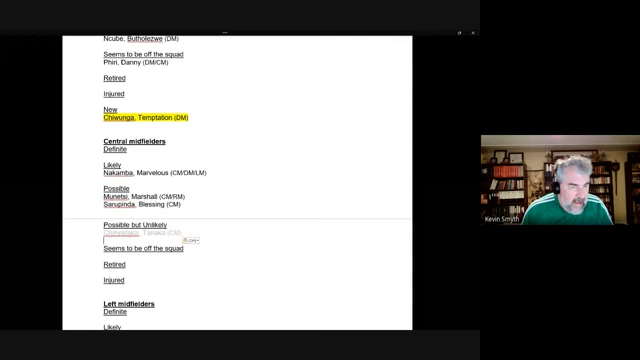 Ncube, Butholezwe (DM)
Seems to be off the squad
Phiri, Danny (DM/CM)
Retired
Injured
New
Chiwunga, Temptation (DM)
Central midfielders
Definite
Likely
Nakamba, Marvelous (CM/DM/LM)
Possible
Munetsi, Marshall (CM/RM)
Sarupinda, Blessing (CM)
Possible but Unlikely
Tanaka (CM)
Seems to be off the squad
Retired
Injured
Left midfielders
Definite
Likely
Kevin Smyth